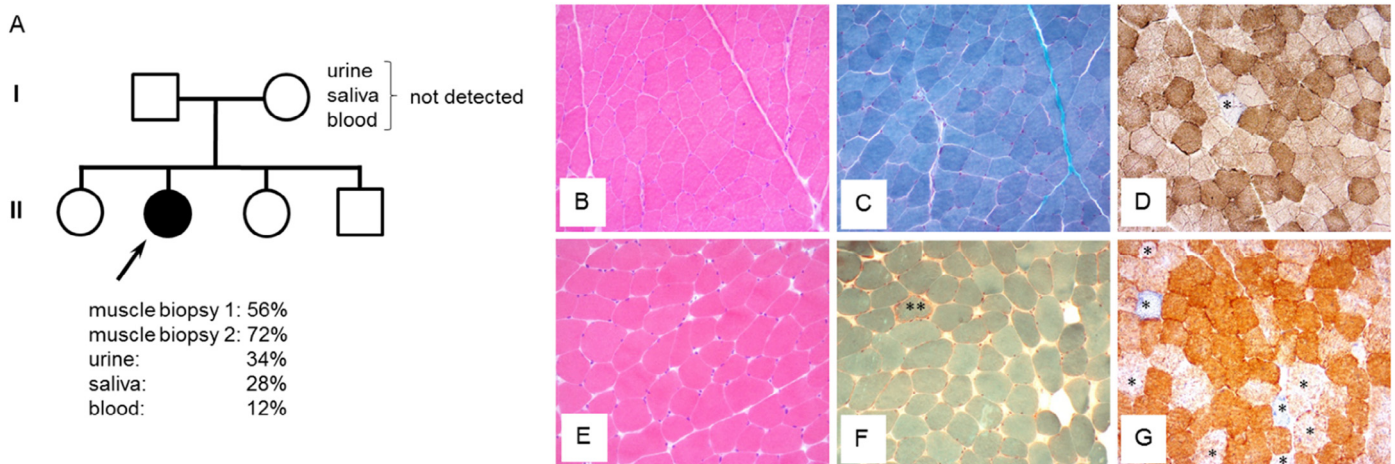 A
I
urine
saliva
blood
not detected
II
muscle biopsy 1: 56%
muscle biopsy 2: 72%
urine: 34%
saliva: 28%
blood: 12%
B
C
D
*
E
F
**
G
*
*
*
*
*
*
*
*